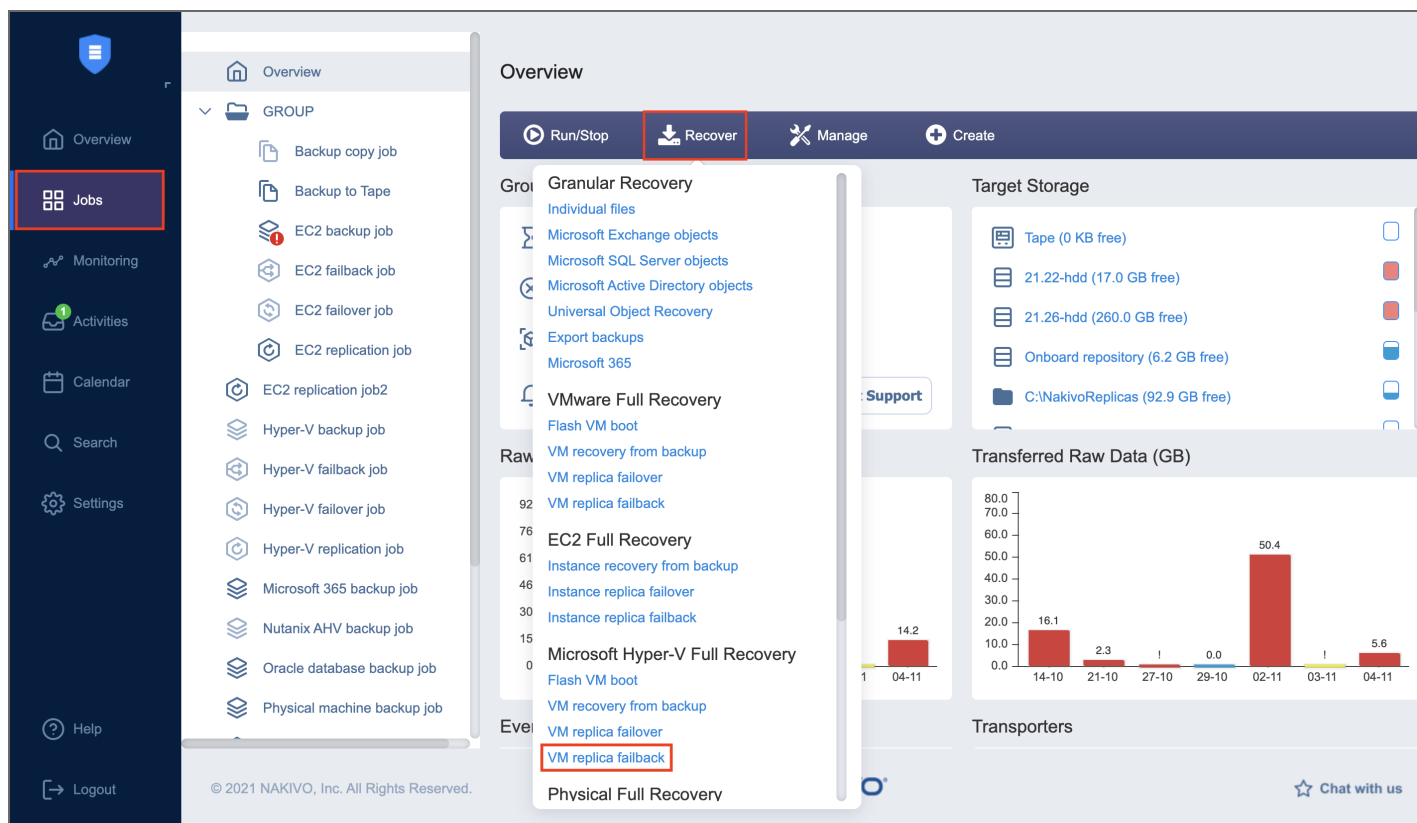 Overview
Jobs
Monitoring
1
Activities
Calendar
Search
Settings
Help
Logout
Overview
GROUP
Backup copy job
Backup to Tape
EC2 backup job
EC2 failback job
EC2 failover job
EC2 replication job
EC2 replication job2
Hyper-V backup job
Hyper-V failback job
Hyper-V failover job
Hyper-V replication job
Microsoft 365 backup job
Nutanix AHV backup job
Oracle database backup job
Physical machine backup job
Overview
Run/Stop
Recover
Manage
Create
Granular Recovery
Individual files
Microsoft Exchange objects
Microsoft SQL Server objects
Microsoft Active Directory objects
Universal Object Recovery
Export backups
Microsoft 365
VMware Full Recovery
Flash VM boot
VM recovery from backup
VM replica failover
VM replica failback
EC2 Full Recovery
Instance recovery from backup
Instance replica failover
Instance replica failback
Microsoft Hyper-V Full Recovery
Flash VM boot
VM recovery from backup
VM replica failover
VM replica failback
Physical Full Recovery
Support
Raw
92
76
61
46
30
15
0
14.2
1 04-11
Target Storage
Tape (0 KB free)
21.22-hdd (17.0 GB free)
21.26-hdd (260.0 GB free)
Onboard repository (6.2 GB free)
C:\NakivoReplicas (92.9 GB free)
Transferred Raw Data (GB)
80.0
70.0
60.0
50.0
40.0
30.0
20.0
10.0
0.0
16.1 2.3 ! 0.0 50.4 ! 5.6
14-10 21-10 27-10 29-10 02-11 03-11 04-11
Transporters
© 2021 NAKIVO, Inc. All Rights Reserved.
Chat with us